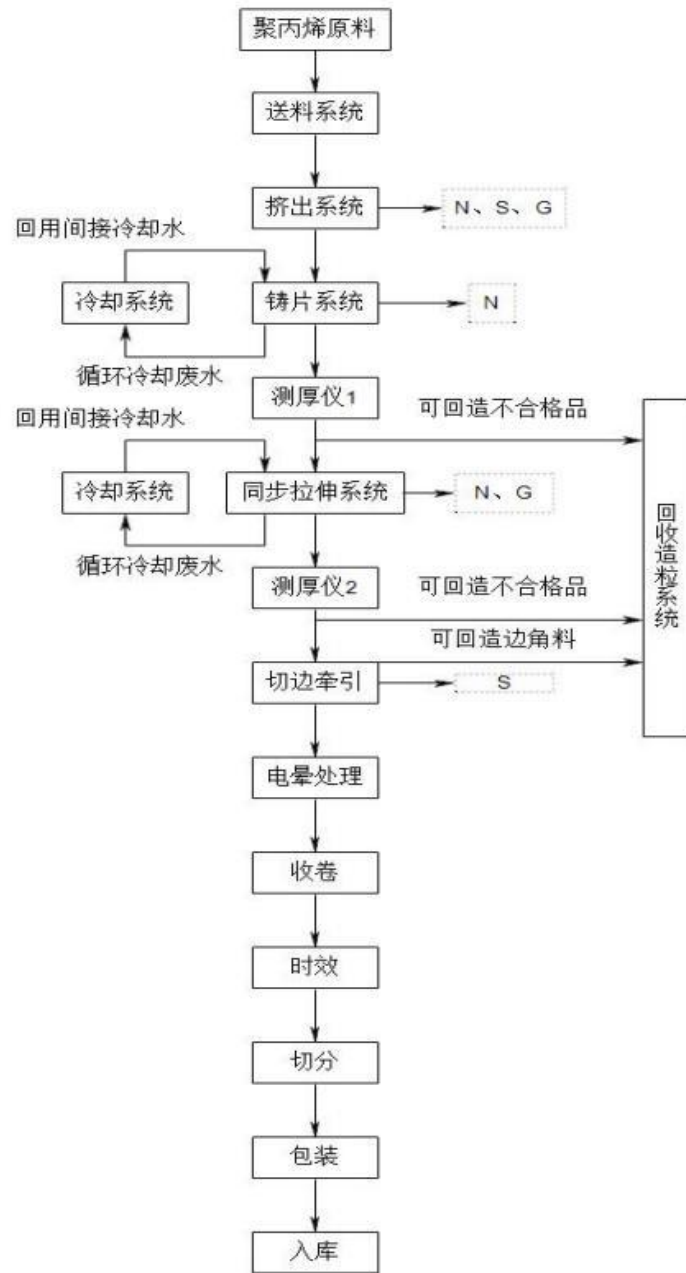 聚丙烯原料
送料系统
挤出系统
N、S、G
回用间接冷却水
冷却系统
铸片系统
N
循环冷却废水
测厚仪1
可回造不合格品
回用间接冷却水
冷却系统
同步拉伸系统
N、G
循环冷却废水
回收造粒系统
测厚仪2
可回造不合格品
可回造边角料
切边牵引
S
电晕处理
收卷
时效
切分
包装
入库